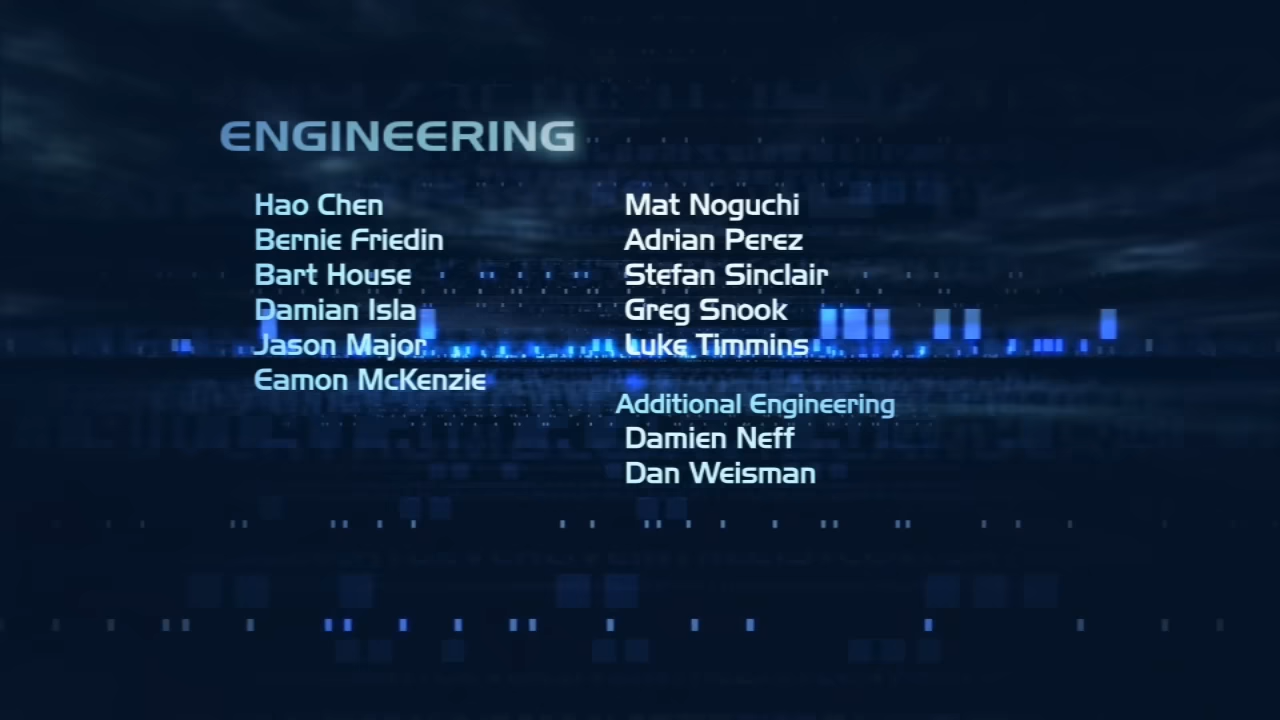 ENGINEERING
Hao Chen
Bernie Friedin
Bart House
Damian Isla
Jason Major
Eamon McKenzie
Mat Noguchi
Adrian Perez
Stefan Sinclair
Greg Snook
Luke Timmins
Additional Engineering
Damien Neff
Dan Weisman